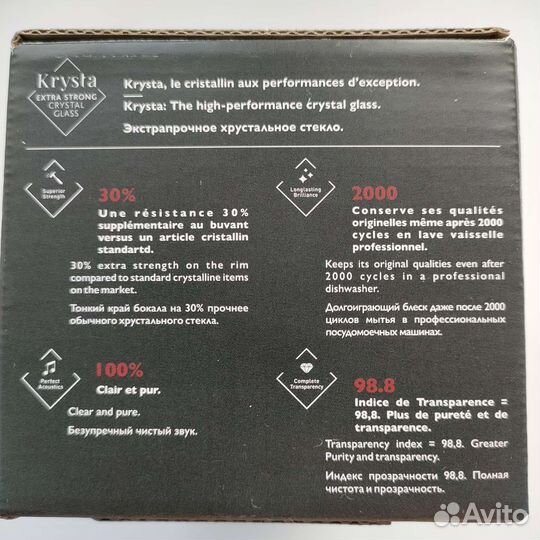 Krysta
EXTRA STRONG
CRYSTAL
GLASS
Krysta, le cristallin aux performances d'exception.
Krysta: The high-performance crystal glass.
Экстрапрочное хрустальное стекло.
Superior
Strength
30%
Une résistance 30%
supplémentaire au buvant
versus un article cristallin
standartd.
30% extra strength on the rim
compared to standard crystalline items
on the market.
Тонкий край бокала на 30% прочнее
обычного хрустального стекла.
Longlasting
Brilliance
2000
Conserve ses qualités
originelles même après 2000
cycles en lave vaisselle
professionnel.
Keeps its original qualities even after
2000 cycles in a professional
dishwasher.
Долгоиграющий блеск даже после 2000
циклов мытья в профессиональных
посудомоечных машинах.
Perfect
Acoustics
100%
Clair et pur.
Clear and pure.
Безупречный чистый звук.
Complete
Transparency
98.8
Indice de Transparence =
98,8. Plus de pureté et de
transparence.
Transparency index = 98,8. Greater
Purity and transparency.
Индекс прозрачности 98,8. Полная
чистота и прозрачность.
Avito